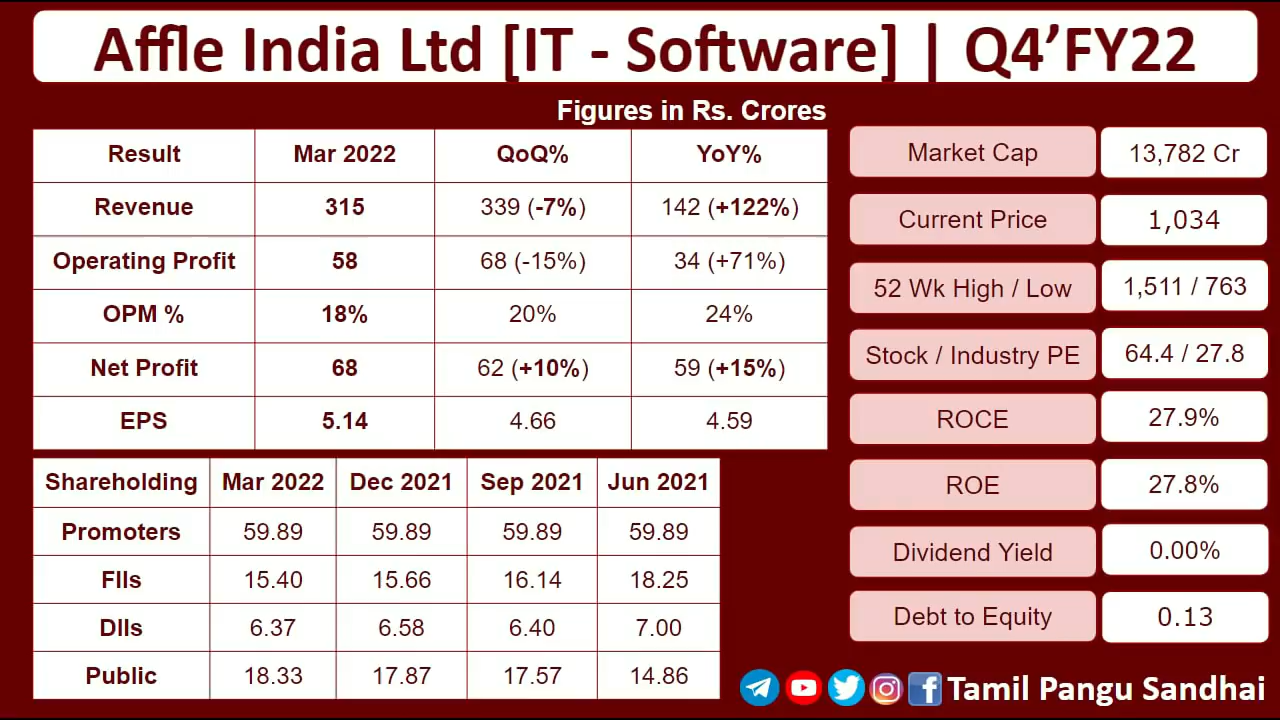 Affle India Ltd [IT - Software] | Q4’FY22
Figures in Rs. Crores
Result Mar 2022 QoQ% YoY%
Revenue 315 339 (-7%) 142 (+122%)
Operating Profit 58 68 (-15%) 34 (+71%)
OPM % 18% 20% 24%
Net Profit 68 62 (+10%) 59 (+15%)
EPS 5.14 4.66 4.59
Shareholding Mar 2022 Dec 2021 Sep 2021 Jun 2021
Promoters 59.89 59.89 59.89 59.89
FIIs 15.40 15.66 16.14 18.25
DIIs 6.37 6.58 6.40 7.00
Public 18.33 17.87 17.57 14.86
Market Cap 13,782 Cr
Current Price 1,034
52 Wk High / Low 1,511 / 763
Stock / Industry PE 64.4 / 27.8
ROCE 27.9%
ROE 27.8%
Dividend Yield 0.00%
Debt to Equity 0.13
Tamil Pangu Sandhai